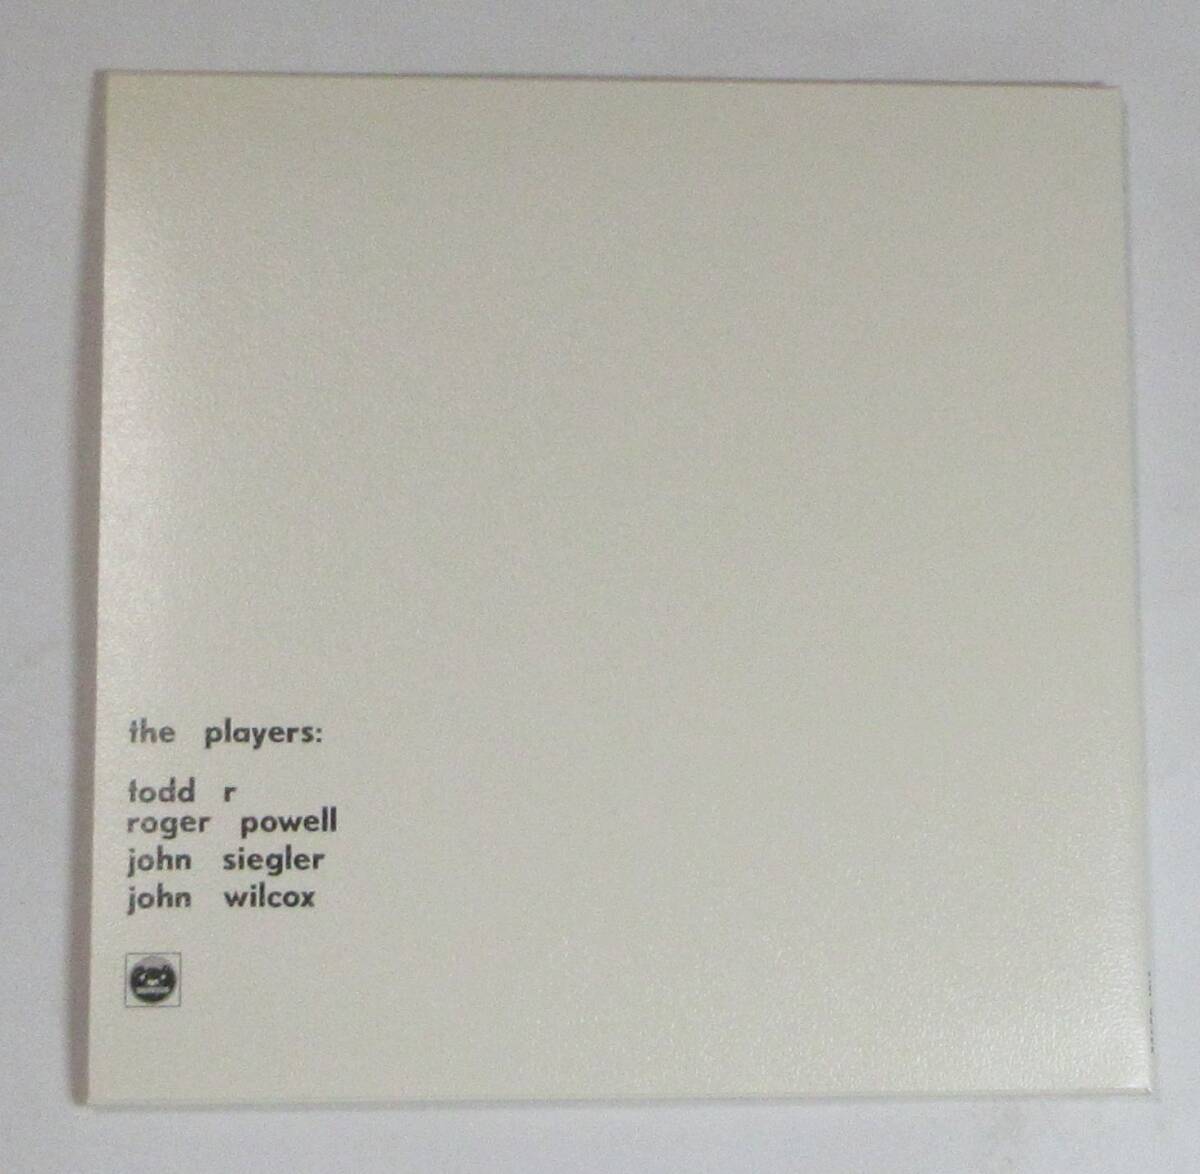 the players:
todd r
roger powell
john siegler
john wilcox